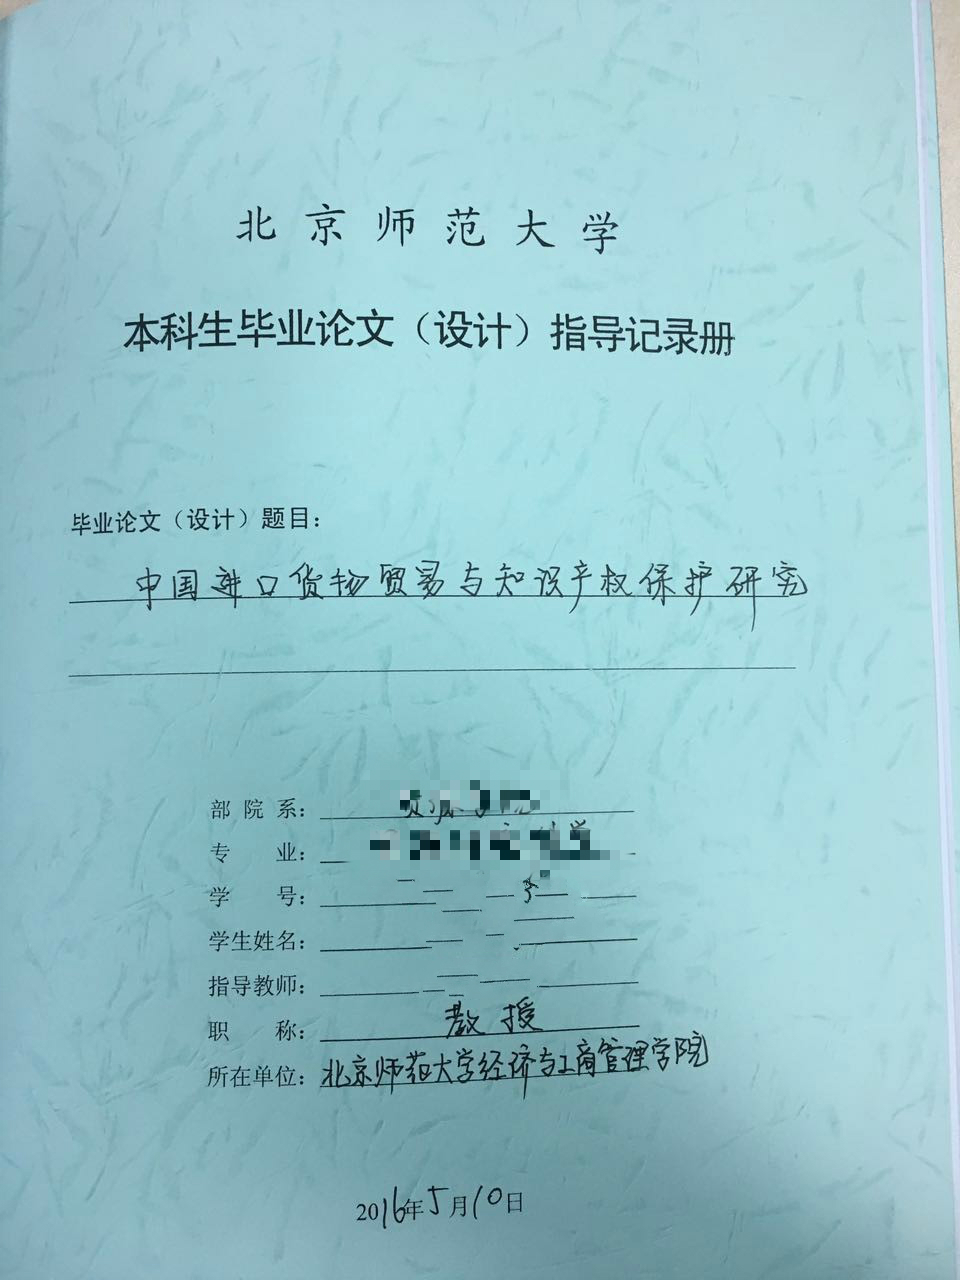 北京师范大学
本科生毕业论文（设计）指导记录册
毕业论文（设计）题目：
中国进口货物贸易与知识产权保护研究
部院系：
专业：
学号：
学生姓名：
指导教师：
职称：教授
所在单位：北京师范大学经济与工商管理学院
2016年5月10日